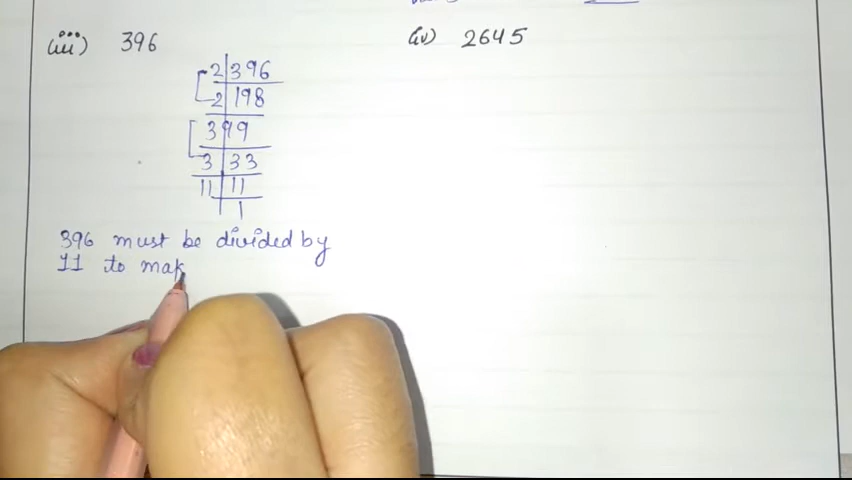 (iii) 396
2 396
2 198
3 99
3 33
11 11
1
396 must be divided by
11 to mak
(iv) 2645